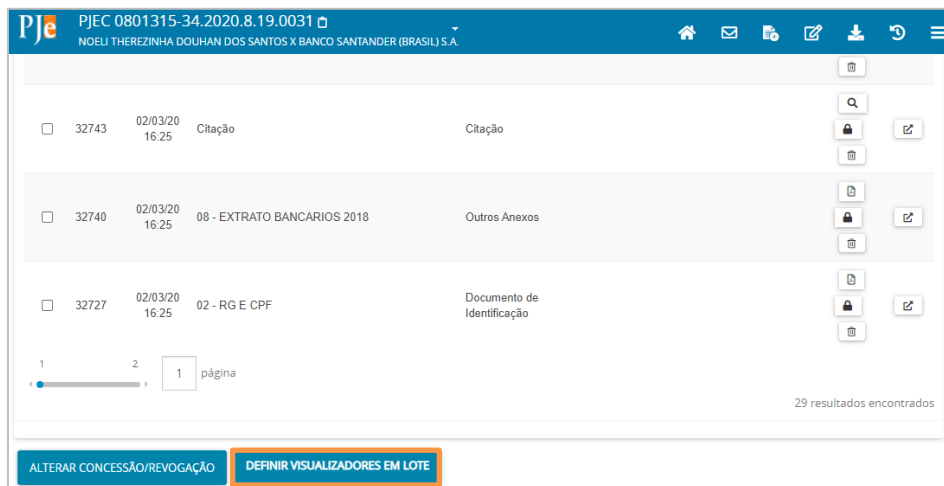 PJe
PJEC 0801315-34.2020.8.19.0031
NOELI THEREZINHA DOUHAN DOS SANTOS X BANCO SANTANDER (BRASIL) S.A.
32743 02/03/20 16:25 Citação Citação
32740 02/03/20 16:25 08 - EXTRATO BANCARIOS 2018 Outros Anexos
32727 02/03/20 16:25 02 - RG E CPF Documento de Identificação
1 2 1 página
29 resultados encontrados
ALTERAR CONCESSÃO/REVOGAÇÃO DEFINIR VISUALIZADORES EM LOTE